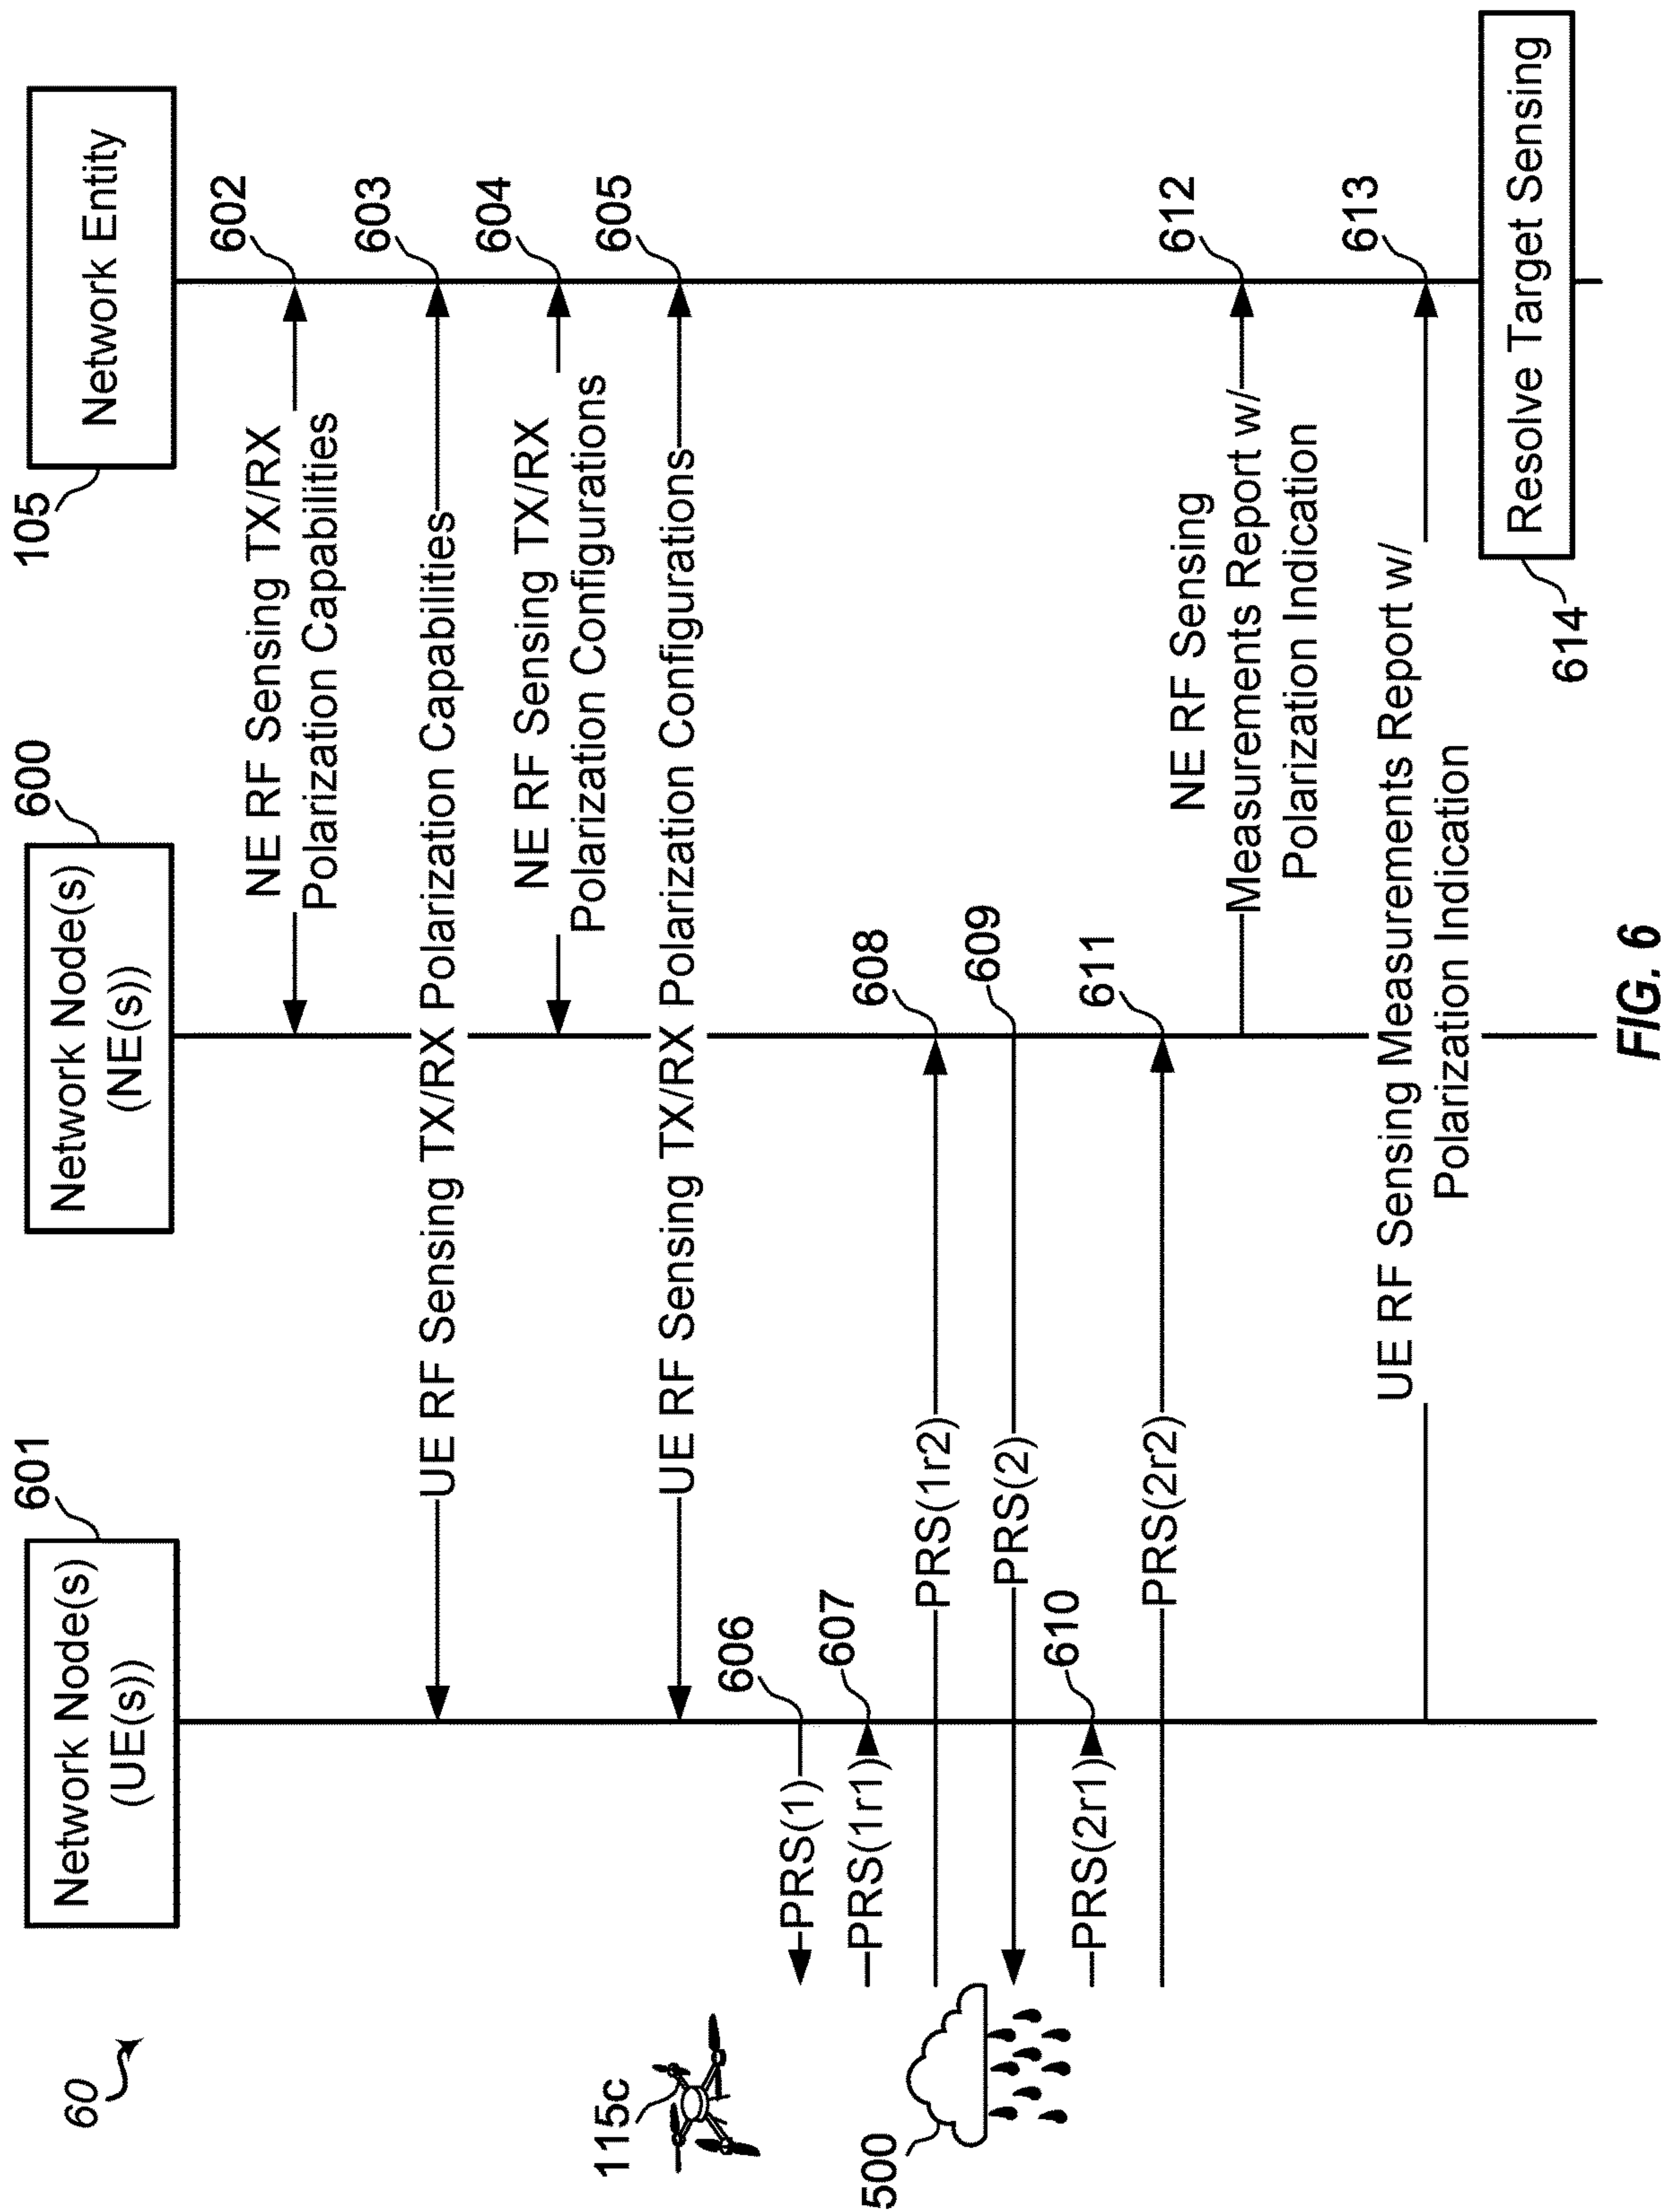 60
601
Network Node(s)
(UE(s))
600
Network Node(s)
(NE(s))
105
Network Entity
602
NE RF Sensing TX/RX
Polarization Capabilities
603
UE RF Sensing TX/RX Polarization Capabilities
604
NE RF Sensing TX/RX
Polarization Configurations
605
UE RF Sensing TX/RX Polarization Configurations
115c
606
PRS(1)
607
PRS(1r1)
608
PRS(1r2)
500
609
PRS(2)
610
PRS(2r1)
611
PRS(2r2)
612
NE RF Sensing
Measurements Report w/
Polarization Indication
613
UE RF Sensing Measurements Report w/
Polarization Indication
614
Resolve Target Sensing
FIG. 6